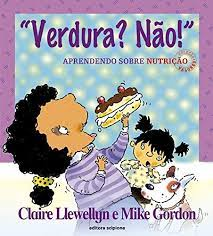 "Verdura? Não!"
APRENDENDO SOBRE NUTRIÇÃO
Claire Llewellyn e Mike Gordon
editora scipione